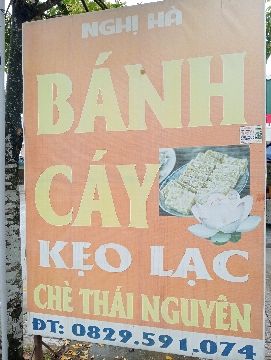 NGHỊ HÀ
BÁNH
CÁY
KẸO LẠC
CHÈ THÁI NGUYÊN
ĐT: 0829.591.074